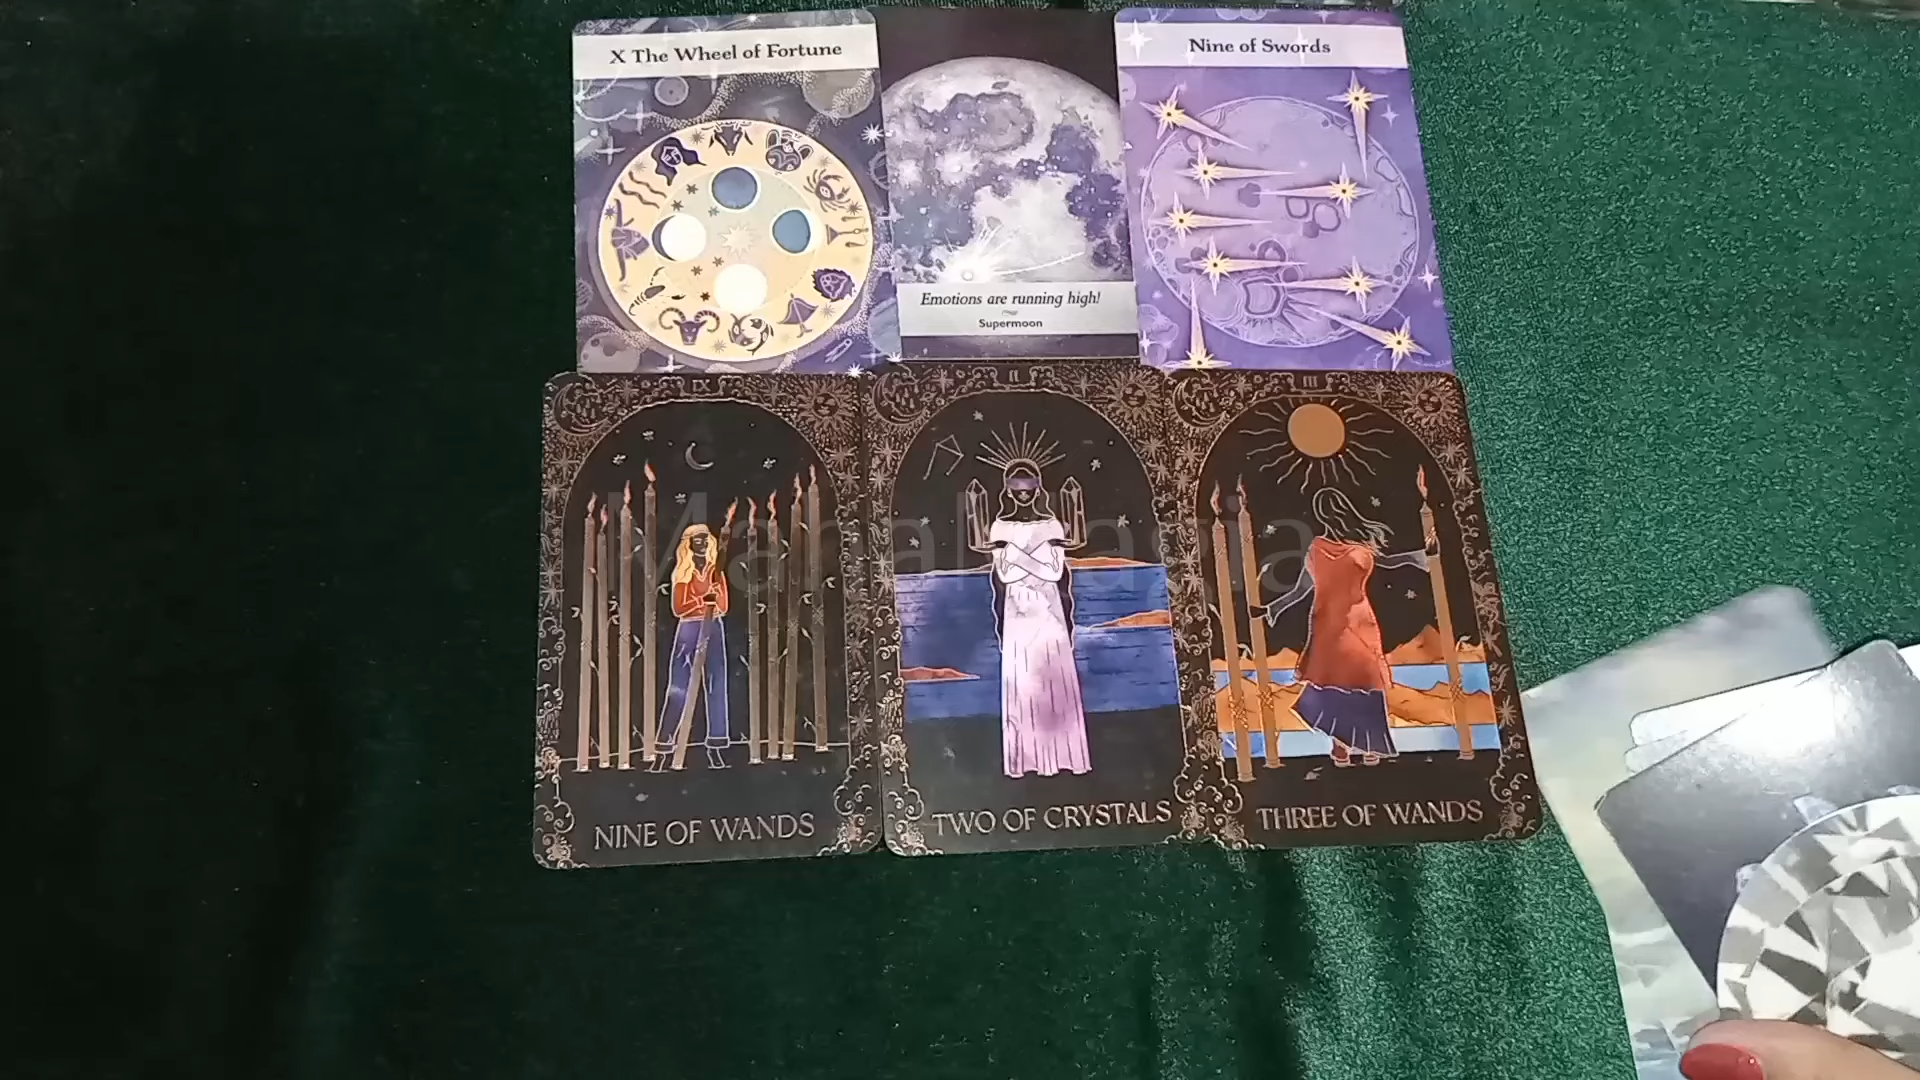 X The Wheel of Fortune
Emotions are running high!
Supermoon
Nine of Swords
IX
NINE OF WANDS
II
TWO OF CRYSTALS
III
THREE OF WANDS